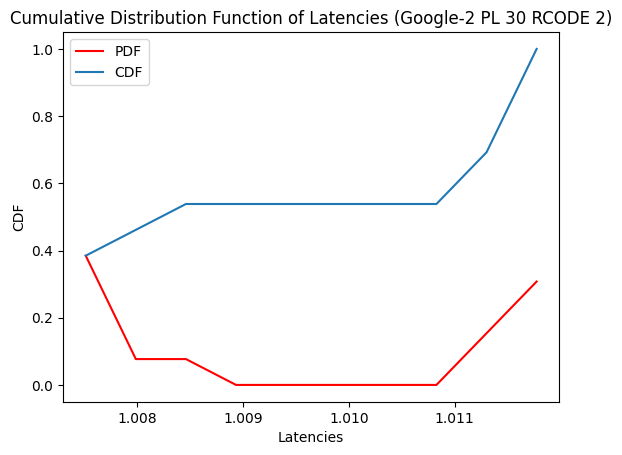 Cumulative Distribution Function of Latencies (Google-2 PL 30 RCODE 2)
PDF
CDF
CDF
1.0
0.8
0.6
0.4
0.2
0.0
1.008
1.009
1.010
1.011
Latencies